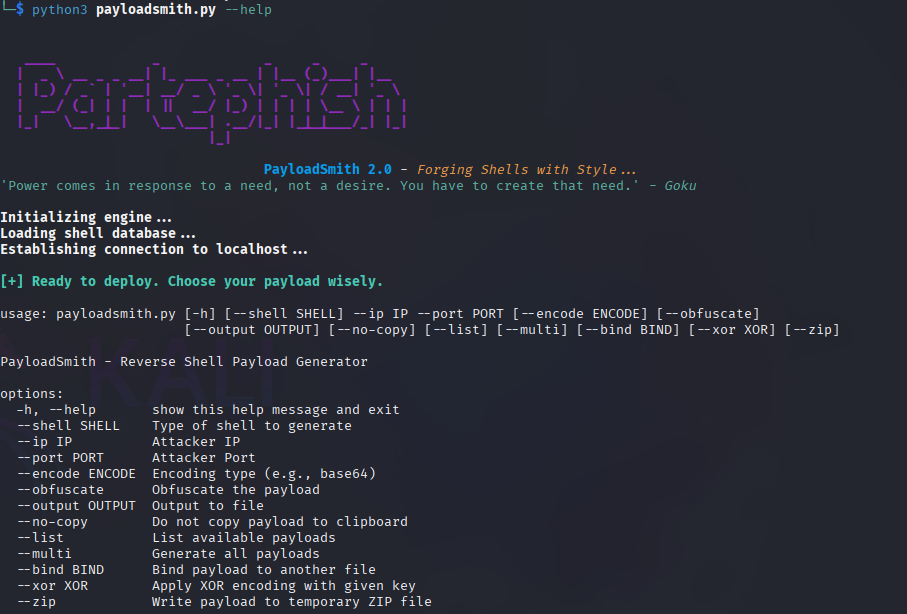 └─$ python3 payloadsmith.py --help
Partephish
PayloadSmith 2.0 - Forging Shells with Style...
'Power comes in response to a need, not a desire. You have to create that need.' - Goku
Initializing engine...
Loading shell database...
Establishing connection to localhost...
[+] Ready to deploy. Choose your payload wisely.
usage: payloadsmith.py [-h] [--shell SHELL] --ip IP --port PORT [--encode ENCODE] [--obfuscate]
[--output OUTPUT] [--no-copy] [--list] [--multi] [--bind BIND] [--xor XOR] [--zip]
PayloadSmith - Reverse Shell Payload Generator
options:
-h, --help show this help message and exit
--shell SHELL Type of shell to generate
--ip IP Attacker IP
--port PORT Attacker Port
--encode ENCODE Encoding type (e.g., base64)
--obfuscate Obfuscate the payload
--output OUTPUT Output to file
--no-copy Do not copy payload to clipboard
--list List available payloads
--multi Generate all payloads
--bind BIND Bind payload to another file
--xor XOR Apply XOR encoding with given key
--zip Write payload to temporary ZIP file
KALI